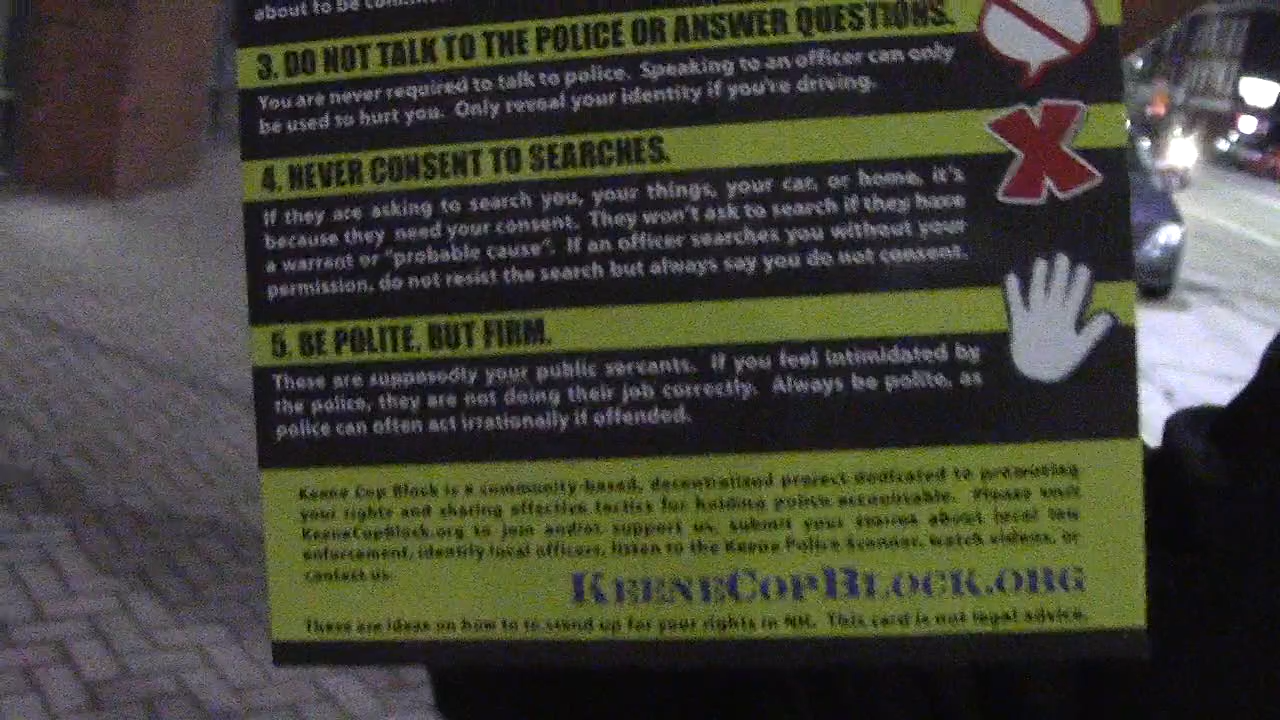 about to be
3. DO NOT TALK TO THE POLICE OR ANSWER QUESTIONS.
You are never required to talk to police. Speaking to an officer can only
be used to hurt you. Only reveal your identity if you're driving.
4. NEVER CONSENT TO SEARCHES.
If they are asking to search you, your things, your car, or home, it's
because they need your consent. They won't ask to search if they have
a warrant or "probable cause". If an officer searches you without your
permission, do not resist the search but always say you do not consent.
5. BE POLITE, BUT FIRM.
These are supposedly your public servants. If you feel intimidated by
the police, they are not doing their job correctly. Always be polite, as
police can often act irrationally if offended.
Keene Cop Block is a community-based, decentralized project dedicated to promoting
your rights and sharing effective tactics for holding police accountable. Please visit
KeeneCopBlock.org to join and/or support us, submit your stories about local law
enforcement, identify local officers, listen to the Keene Police Scanner, watch videos, or
contact us.
KEENECOPBLOCK.ORG
These are ideas on how to to stand up for your rights in NH. This card is not legal advice.